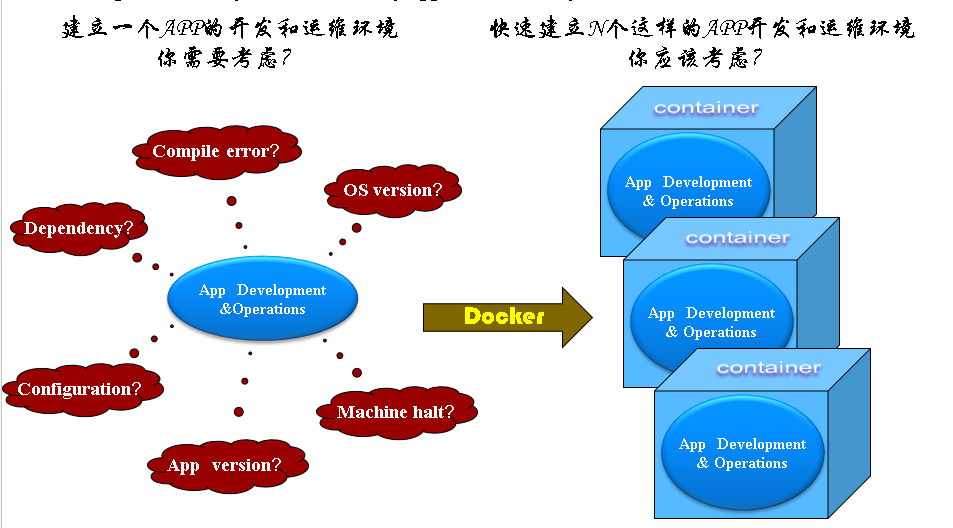 建立一个APP的开发和运维环境
你需要考虑?
快速建立N个这样的APP开发和运维环境
你应该考虑?
Compile error?
OS version?
Dependency?
App Development
&Operations
Configuration?
Machine halt?
App version?
Docker
container
App Development
& Operations
container
App Development
& Operations
container
App Development
& Operations